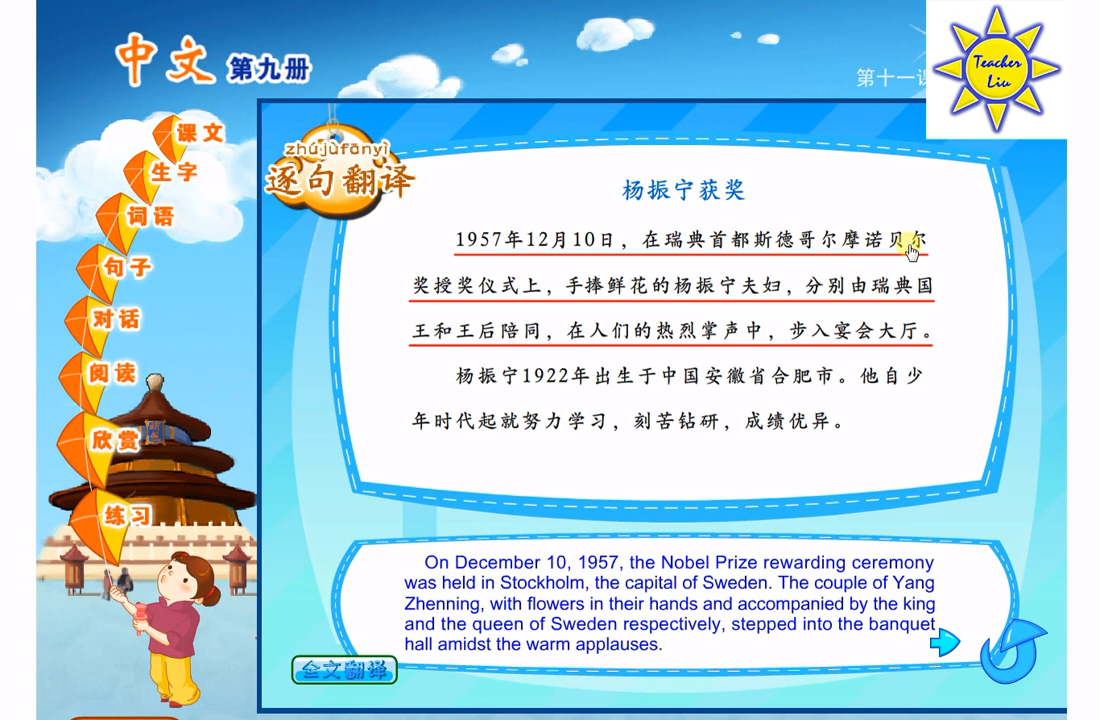 中文 第九册
第十一课
Teacher
Liu
课文
生字
词语
句子
对话
阅读
欣赏
练习
zhújùfānyì
逐句翻译
杨振宁获奖
1957年12月10日，在瑞典首都斯德哥尔摩诺贝尔
奖授奖仪式上，手捧鲜花的杨振宁夫妇，分别由瑞典国
王和王后陪同，在人们的热烈掌声中，步入宴会大厅。
杨振宁1922年出生于中国安徽省合肥市。他自少
年时代起就努力学习，刻苦钻研，成绩优异。
On December 10, 1957, the Nobel Prize rewarding ceremony
was held in Stockholm, the capital of Sweden. The couple of Yang
Zhenning, with flowers in their hands and accompanied by the king
and the queen of Sweden respectively, stepped into the banquet
hall amidst the warm applauses.
全文翻译